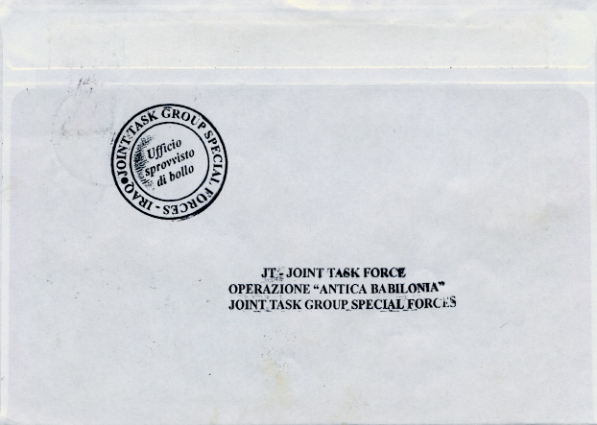 JOINT TASK GROUP SPECIAL FORCES - IRAQ
Ufficio
sprovvisto
di bollo
IT - JOINT TASK FORCE
OPERAZIONE “ANTICA BABILONIA”
JOINT TASK GROUP SPECIAL FORCES